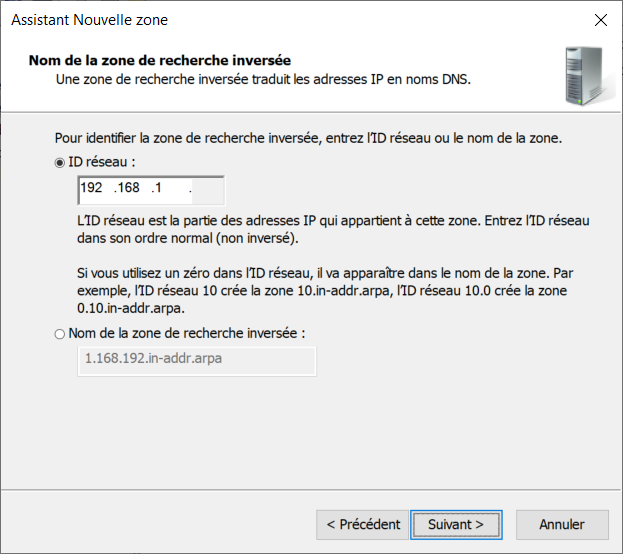 Assistant Nouvelle zone
Nom de la zone de recherche inversée
Une zone de recherche inversée traduit les adresses IP en noms DNS.
Pour identifier la zone de recherche inversée, entrez l’ID réseau ou le nom de la zone.
ID réseau :
192 .168 .1 .
L’ID réseau est la partie des adresses IP qui appartient à cette zone. Entrez l’ID réseau
dans son ordre normal (non inversé).
Si vous utilisez un zéro dans l’ID réseau, il va apparaître dans le nom de la zone. Par
exemple, l’ID réseau 10 crée la zone 10.in-addr.arpa, l’ID réseau 10.0 crée la zone
0.10.in-addr.arpa.
Nom de la zone de recherche inversée :
1.168.192.in-addr.arpa
< Précédent Suivant > Annuler